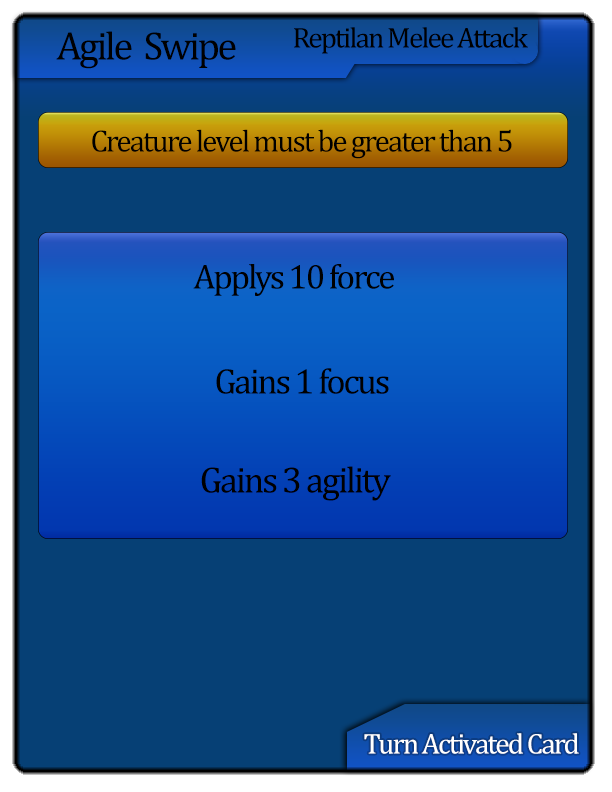 Agile Swipe
Reptilan Melee Attack
Creature level must be greater than 5
Applys 10 force
Gains 1 focus
Gains 3 agility
Turn Activated Card